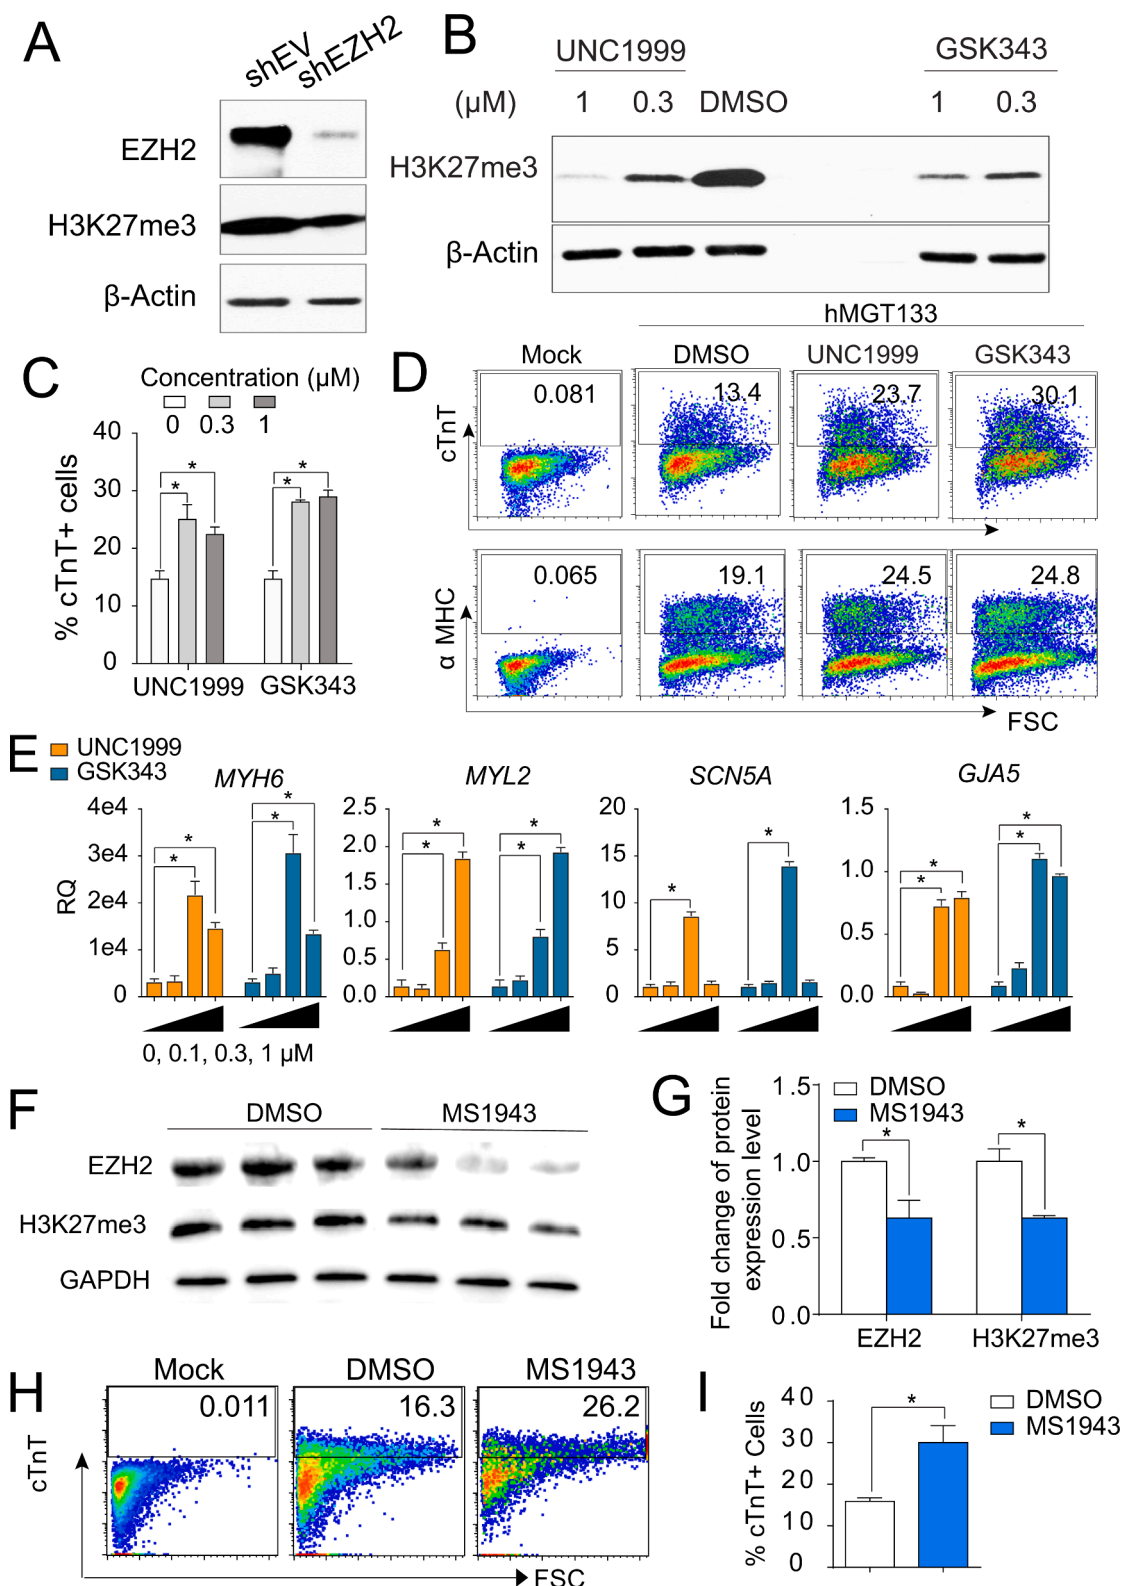 A
shEV
shEZH2
EZH2
H3K27me3
β-Actin
B
UNC1999
GSK343
(μM)
1
0.3
DMSO
1
0.3
H3K27me3
β-Actin
C
Concentration (μM)
0
0.3
1
% cTnT+ cells
40
30
20
10
0
*
*
*
*
UNC1999
GSK343
D
hMGT133
Mock
DMSO
UNC1999
GSK343
cTnT
0.081
13.4
23.7
30.1
α MHC
0.065
19.1
24.5
24.8
FSC
E
UNC1999
GSK343
RQ
MYH6
4e4
3e4
2e4
1e4
0
*
*
*
*
0, 0.1, 0.3, 1 μM
MYL2
2.5
2.0
1.5
1.0
0.5
0.0
*
*
*
*
SCN5A
20
15
10
5
0
*
*
GJA5
1.5
1.0
0.5
0.0
*
*
*
*
F
DMSO
MS1943
EZH2
H3K27me3
GAPDH
G
Fold change of protein
expression level
1.5
1.0
0.5
0.0
DMSO
MS1943
*
*
EZH2
H3K27me3
H
Mock
DMSO
MS1943
cTnT
0.011
16.3
26.2
FSC
I
% cTnT+ Cells
40
30
20
10
0
*
DMSO
MS1943